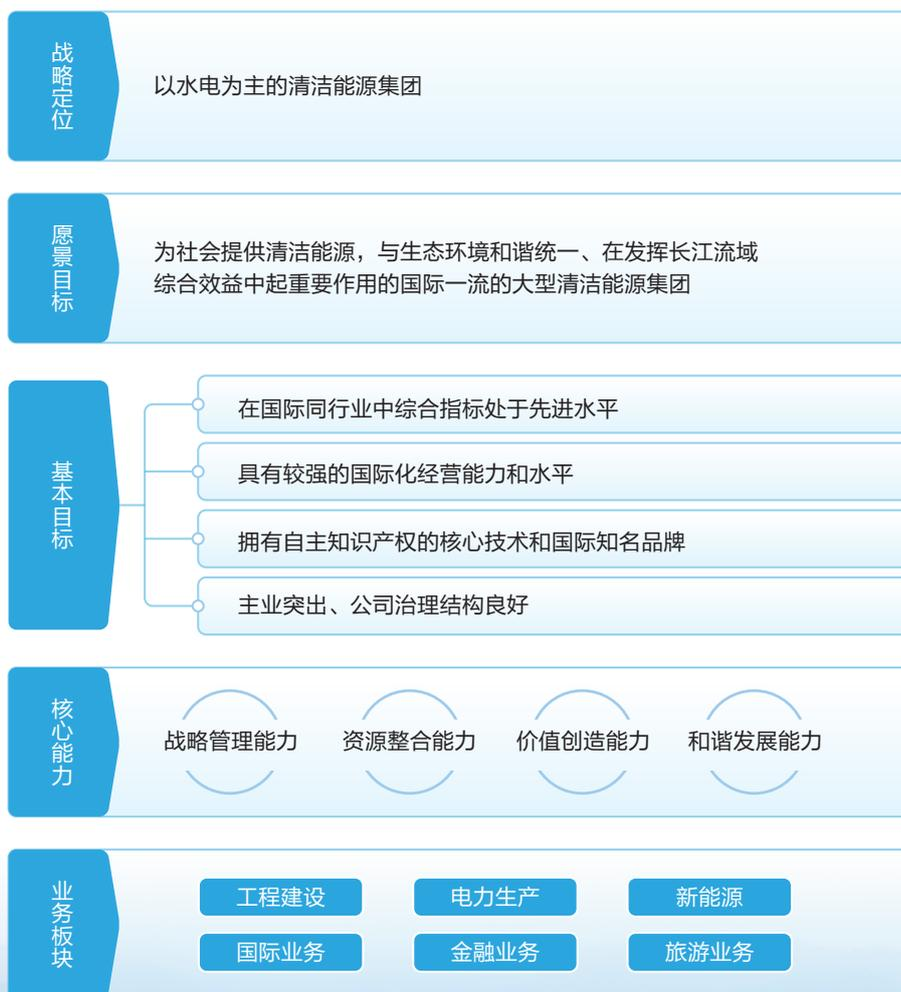 战略定位
以水电为主的清洁能源集团
愿景目标
为社会提供清洁能源，与生态环境和谐统一、在发挥长江流域
综合效益中起重要作用的国际一流的大型清洁能源集团
基本目标
在国际同行业中综合指标处于先进水平
具有较强的国际化经营能力和水平
拥有自主知识产权的核心技术和国际知名品牌
主业突出、公司治理结构良好
核心能力
战略管理能力 资源整合能力 价值创造能力 和谐发展能力
业务板块
工程建设 电力生产 新能源
国际业务 金融业务 旅游业务